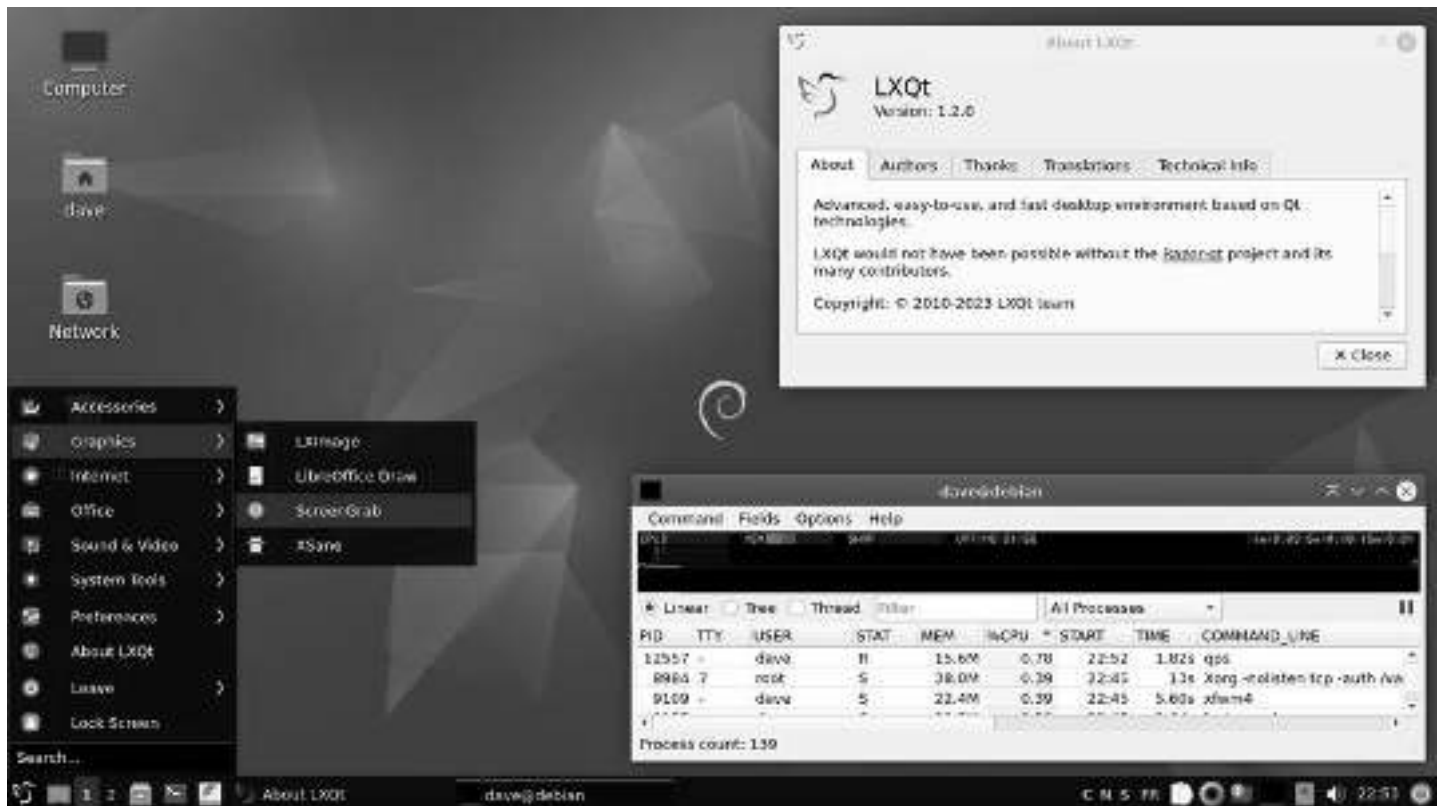 Computer
dave
Network
About LXQt
LXQt
Version: 1.2.0
About Authors Thanks Translations Technical Info
Advanced, easy-to-use, and fast desktop environment based on Qt
technologies.
LXQt would not have been possible without the Razor-qt project and its
many contributors.
Copyright: © 2010-2023 LXQt team
Close
Accessories
Graphics
Internet
Office
Sound & Video
System Tools
Preferences
About LXQt
Leave
Lock Screen
Search...
LXImage
LibreOffice Draw
ScreenGrab
XSane
dave@debian
Command Fields Options Help
Linear Tree Thread Filter All Processes
PID TTY USER STAT MEM %CPU START TIME COMMAND_LINE
12557 - dave R 15.6M 0.78 22:52 1.82s qps
8984 7 root S 38.0M 0.39 22:45 13s Xorg -nolisten tcp -auth /va
9109 - dave S 22.4M 0.39 22:45 5.60s xfwm4
Process count: 139
1 2 About LXQt dave@debian C N S FR 22:53